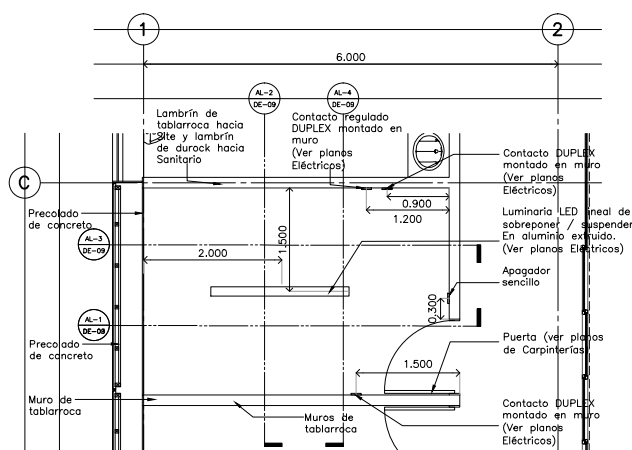 1
2
6.000
AL-2
DE-09
AL-4
DE-09
Lambrín de
tablaroca hacia
Site y lambrín
de durock hacia
Sanitario
Contacto regulado
DUPLEX montado en
muro
(Ver planos
Eléctricos)
Contacto DUPLEX
montado en muro
(Ver planos
Eléctricos)
C
0.900
1.200
Precolado
de concreto
Luminaria LED lineal de
sobreponer / suspender
En aluminio extruido.
(Ver planos Eléctricos)
AL-3
DE-09
2.000
1.500
Apagador
sencillo
0.300
AL-1
DE-08
Precolado
de concreto
Puerta (ver planos
de Carpinterías)
1.500
Muro de
tablaroca
Muros de
tablaroca
Contacto DUPLEX
montado en muro
(Ver planos
Eléctricos)